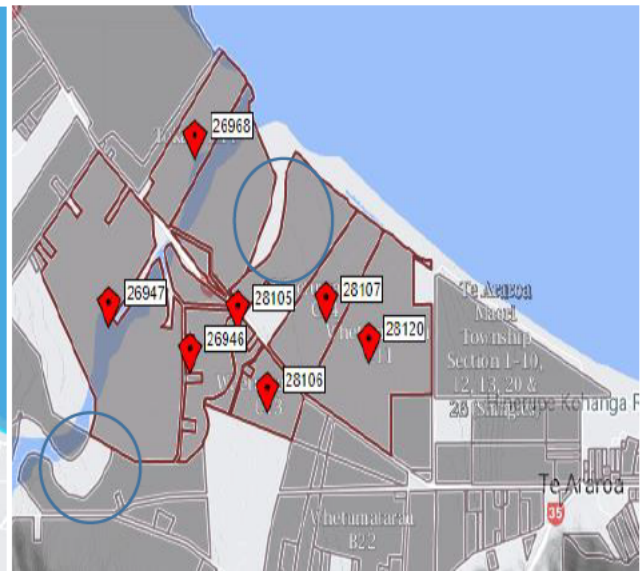 26968
26947
28105
28107
26946
28120
28106
Te Araroa
Maori
Township
Section 1-10,
12, 13, 20 &
Kohanga R
Te Araroa
35
Whetumatarau
B22